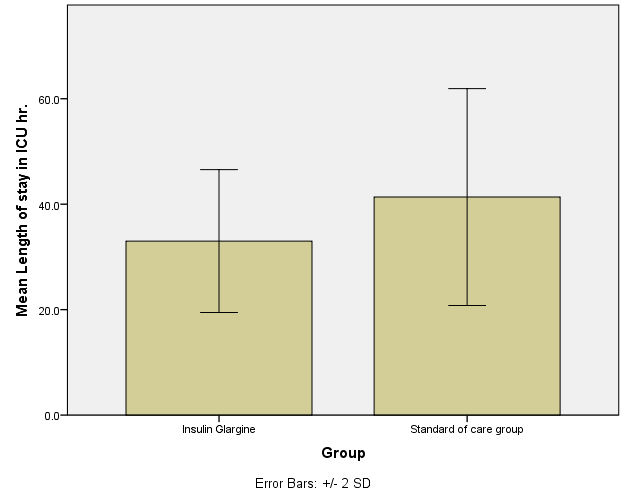 Mean Length of stay in ICU hr.
60.0
40.0
20.0
0.0
Insulin Glargine
Standard of care group
Group
Error Bars: +/- 2 SD